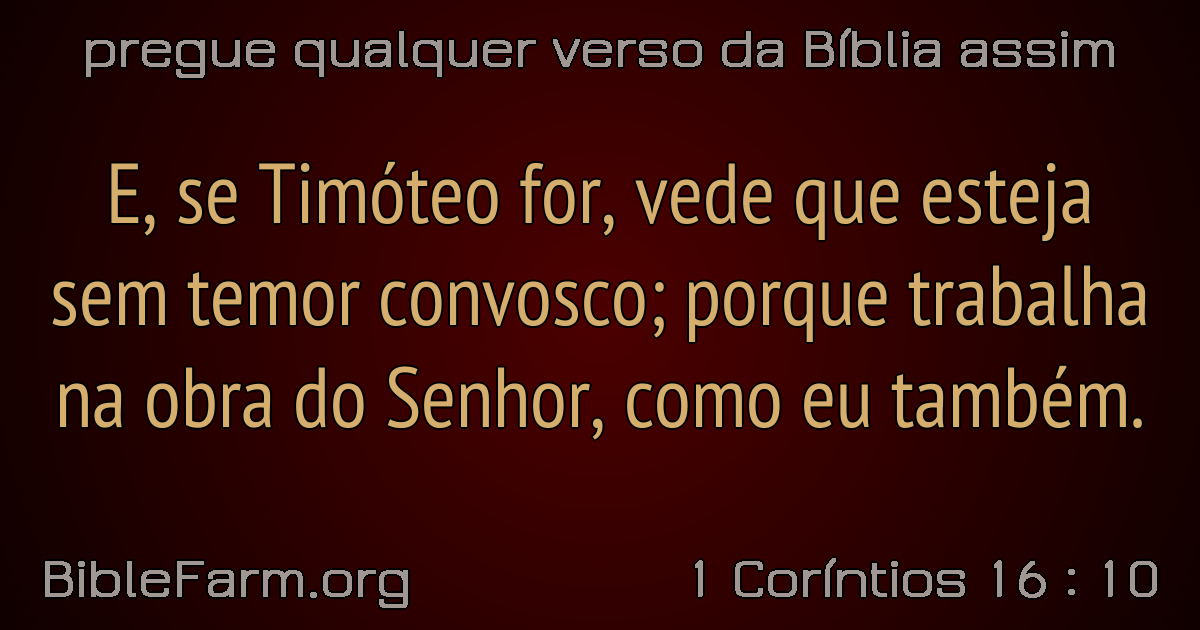 pregue qualquer verso da Bíblia assim
E, se Timóteo for, vede que esteja
sem temor convosco; porque trabalha
na obra do Senhor, como eu também.
BibleFarm.org
1 Coríntios 16 : 10